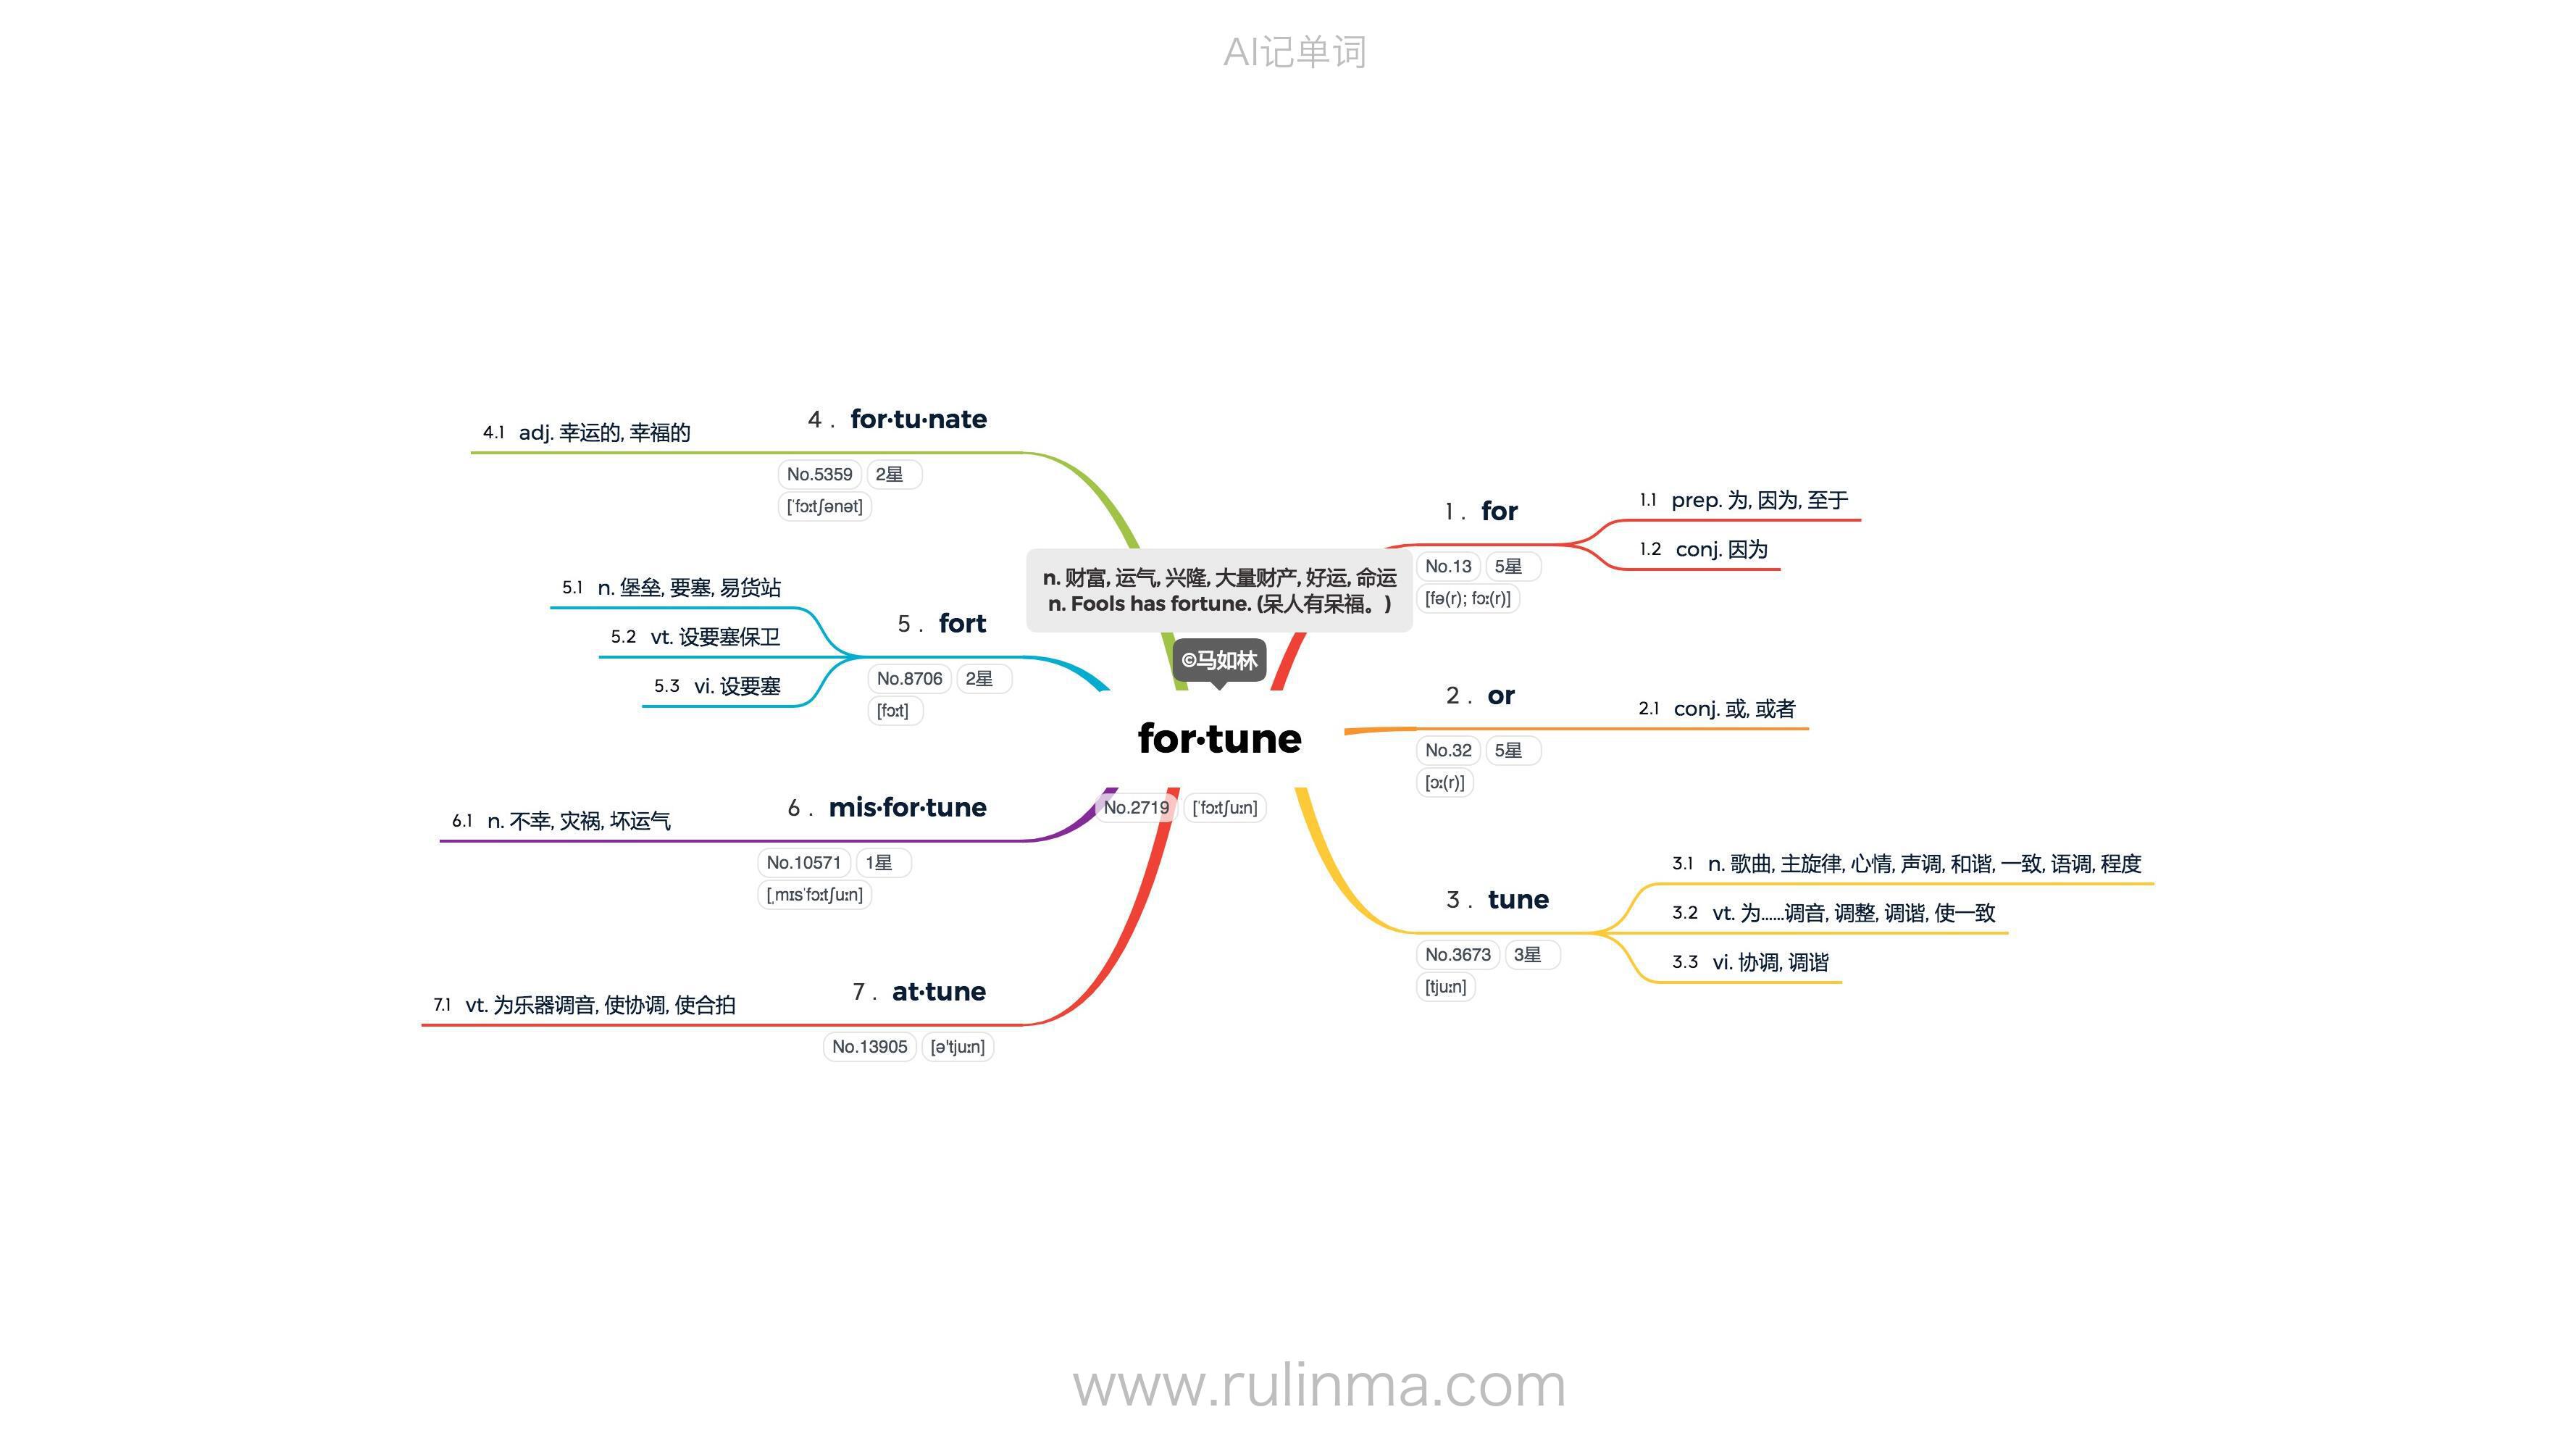 AI记单词
n. 财富, 运气, 兴隆, 大量财产, 好运, 命运
n. Fools has fortune. (呆人有呆福。)
©马如林
for·tune
No.2719 [ˈfɔːtʃuːn]
1 . for
No.13 5星
[fə(r); fɔː(r)]
1.1 prep. 为, 因为, 至于
1.2 conj. 因为
2 . or
No.32 5星
[ɔː(r)]
2.1 conj. 或, 或者
3 . tune
No.3673 3星
[tjuːn]
3.1 n. 歌曲, 主旋律, 心情, 声调, 和谐, 一致, 语调, 程度
3.2 vt. 为……调音, 调整, 调谐, 使一致
3.3 vi. 协调, 调谐
4 . for·tu·nate
No.5359 2星
[ˈfɔːtʃənət]
4.1 adj. 幸运的, 幸福的
5 . fort
No.8706 2星
[fɔːt]
5.1 n. 堡垒, 要塞, 易货站
5.2 vt. 设要塞保卫
5.3 vi. 设要塞
6 . mis·for·tune
No.10571 1星
[ˌmɪsˈfɔːtʃuːn]
6.1 n. 不幸, 灾祸, 坏运气
7 . at·tune
No.13905 [ə'tjuːn]
7.1 vt. 为乐器调音, 使协调, 使合拍
www.rulinma.com